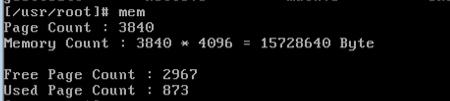 [/usr/root]# mem
Page Count : 3840
Memory Count : 3840 * 4096 = 15728640 Byte
Free Page Count : 2967
Used Page Count : 873